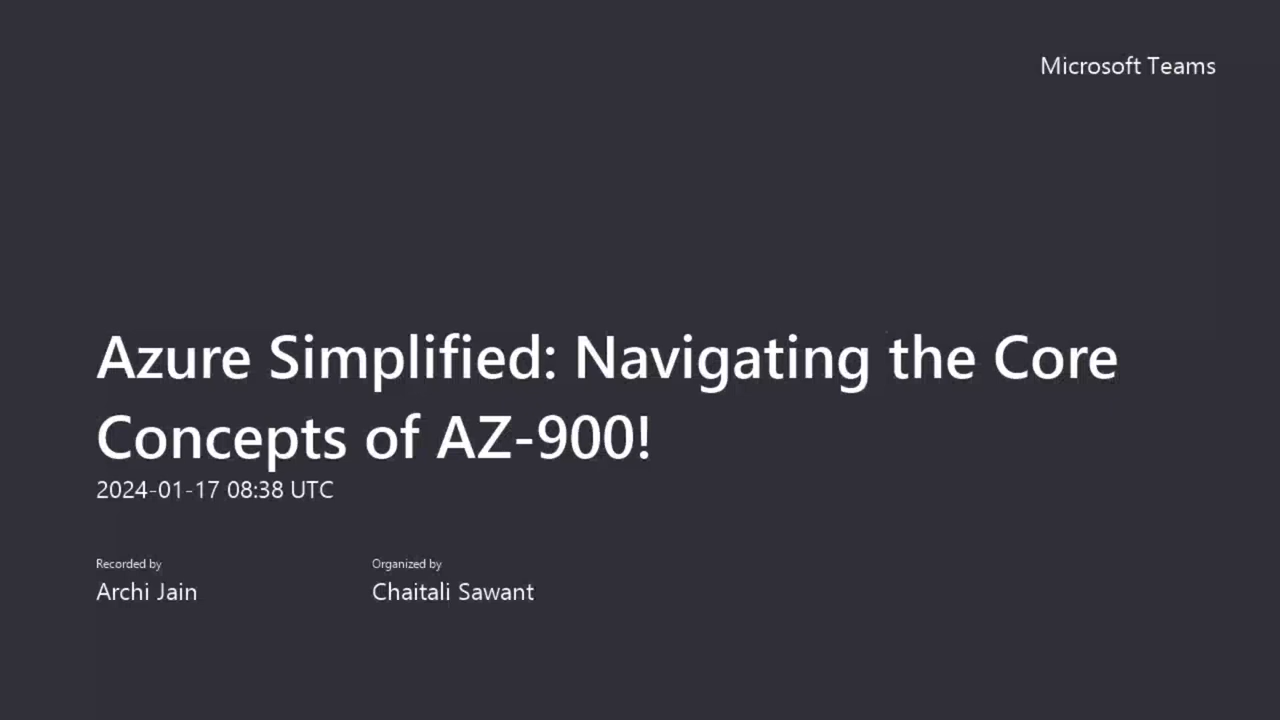 Microsoft Teams
Azure Simplified: Navigating the Core
Concepts of AZ-900!
2024-01-17 08:38 UTC
Recorded by
Archi Jain
Organized by
Chaitali Sawant